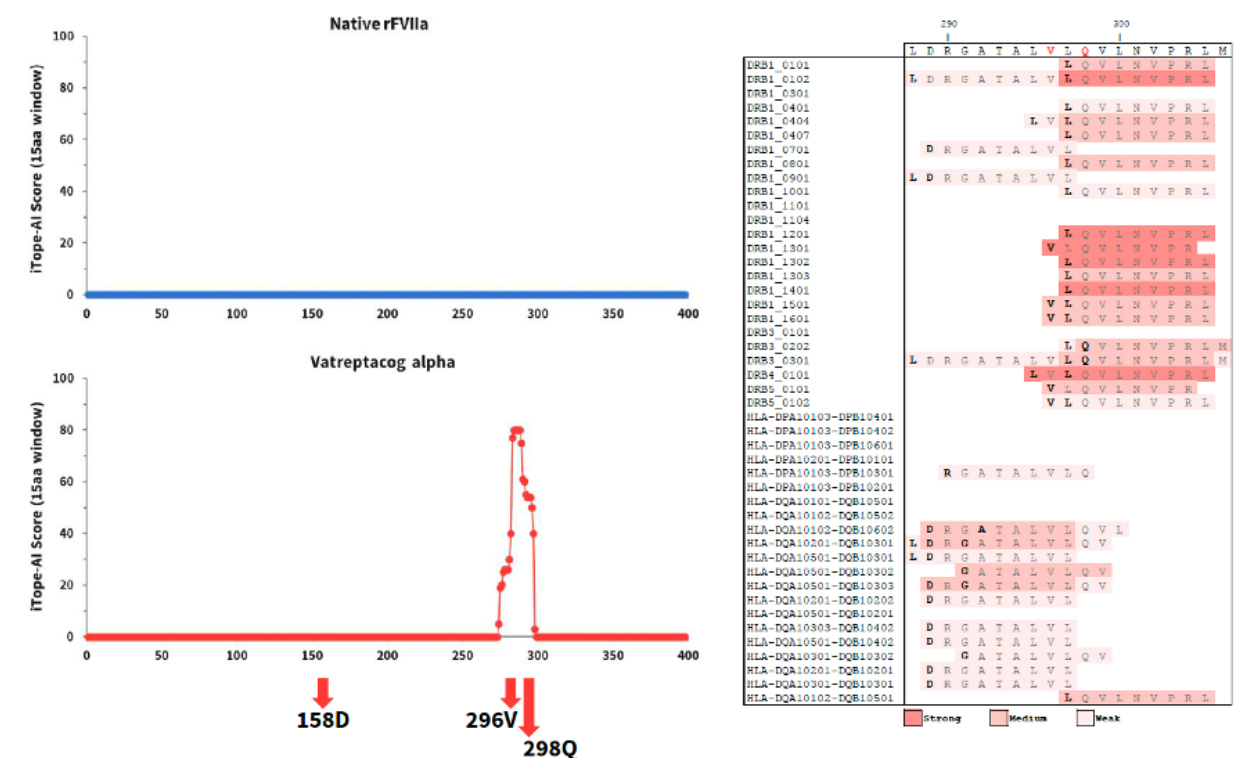 Native rFVIIa
iTope-AI Score (15aa window)
100
80
60
40
20
0
0 50 100 150 200 250 300 350 400
Vatreptacog alpha
iTope-AI Score (15aa window)
100
80
60
40
20
0
0 50 100 150 200 250 300 350 400
158D
296V
298Q
290 300
L D R G A T A L V L Q V L N V P R L M
DRB1_0101 L Q V L N V P R L
DRB1_0102 L D R G A T A L V L Q V L N V P R L
DRB1_0301
DRB1_0401 L Q V L N V P R L
DRB1_0404 L V L Q V L N V P R L
DRB1_0407 L Q V L N V P R L
DRB1_0701 D R G A T A L V L
DRB1_0801 L Q V L N V P R L
DRB1_0901 L D R G A T A L V L
DRB1_1001 L Q V L N V P R L
DRB1_1101
DRB1_1104
DRB1_1201 L Q V L N V P R L
DRB1_1301 V L Q V L N V P R
DRB1_1302 L Q V L N V P R L
DRB1_1303 L Q V L N V P R L
DRB1_1401 L Q V L N V P R L
DRB1_1501 V L Q V L N V P R L
DRB1_1601 V L Q V L N V P R L
DRB3_0101
DRB3_0202 L Q V L N V P R L M
DRB3_0301 L D R G A T A L V L Q V L N V P R L M
DRB4_0101 L V L Q V L N V P R L
DRB5_0101 V L Q V L N V P R
DRB5_0102 V L Q V L N V P R L
HLA-DPA10103-DPB10401
HLA-DPA10103-DPB10402
HLA-DPA10103-DPB10601
HLA-DPA10201-DPB10101
HLA-DPA10103-DPB10301 R G A T A L V L Q
HLA-DPA10103-DPB10201
HLA-DQA10101-DQB10501
HLA-DQA10102-DQB10502
HLA-DQA10102-DQB10602 D R G A T A L V L Q V L
HLA-DQA10201-DQB10301 L D R G A T A L V L Q V
HLA-DQA10501-DQB10301 L D R G A T A L V L
HLA-DQA10501-DQB10302 G A T A L V L Q V
HLA-DQA10501-DQB10303 D R G A T A L V L Q V
HLA-DQA10201-DQB10202 D R G A T A L V L
HLA-DQA10501-DQB10201
HLA-DQA10303-DQB10402 D R G A T A L V L
HLA-DQA10501-DQB10402 D R G A T A L V L
HLA-DQA10301-DQB10302 G A T A L V L Q V
HLA-DQA10201-DQB10201 D R G A T A L V L
HLA-DQA10301-DQB10301 D R G A T A L V L
HLA-DQA10102-DQB10501 L Q V L N V P R L
Strong Medium Weak